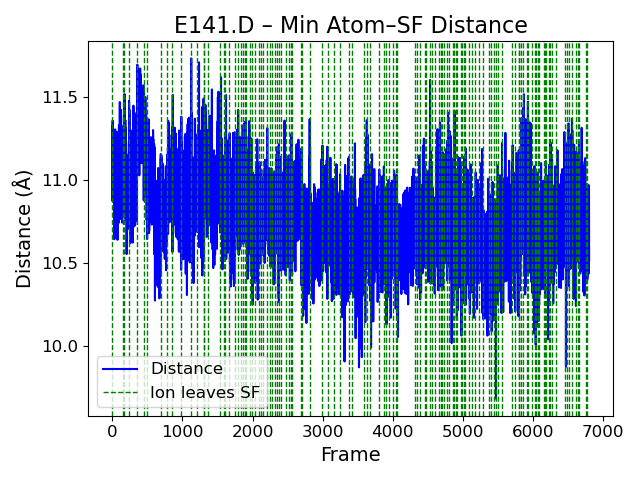 E141.D – Min Atom–SF Distance
Distance (Å)
11.5
11.0
10.5
10.0
Distance
Ion leaves SF
0 1000 2000 3000 4000 5000 6000 7000
Frame